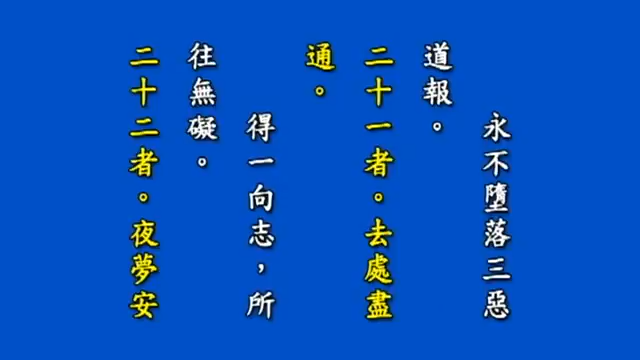 永不墮落三惡
道報。
二十一者。去處盡
通。
得一向志，所
往無礙。
二十二者。夜夢安